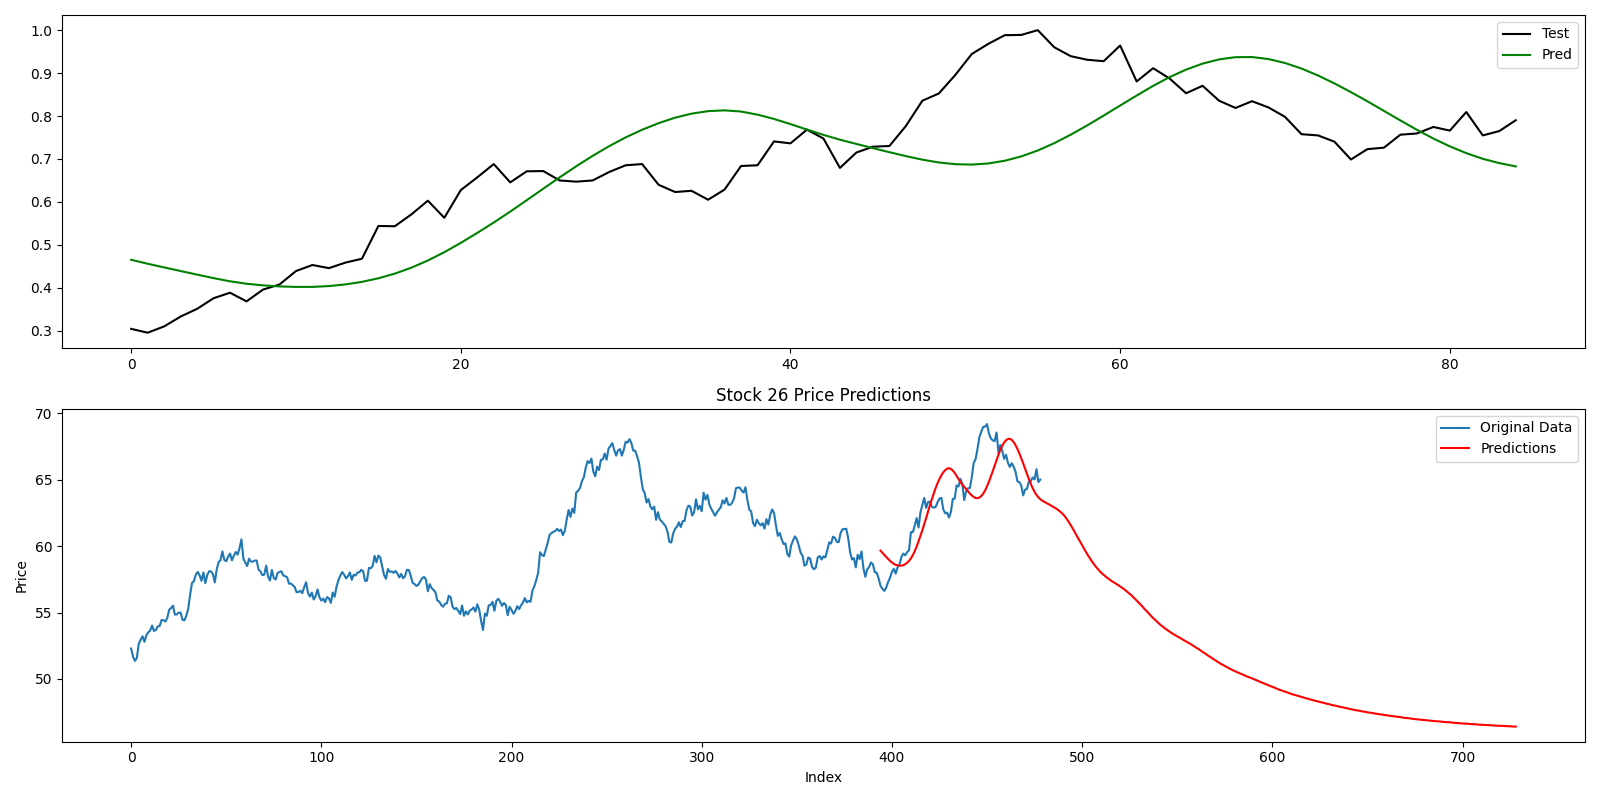 1.0
0.9
0.8
0.7
0.6
0.5
0.4
0.3
Test
Pred
0 20 40 60 80
Stock 26 Price Predictions
70
65
60
55
50
Price
Original Data
Predictions
0 100 200 300 400 500 600 700
Index